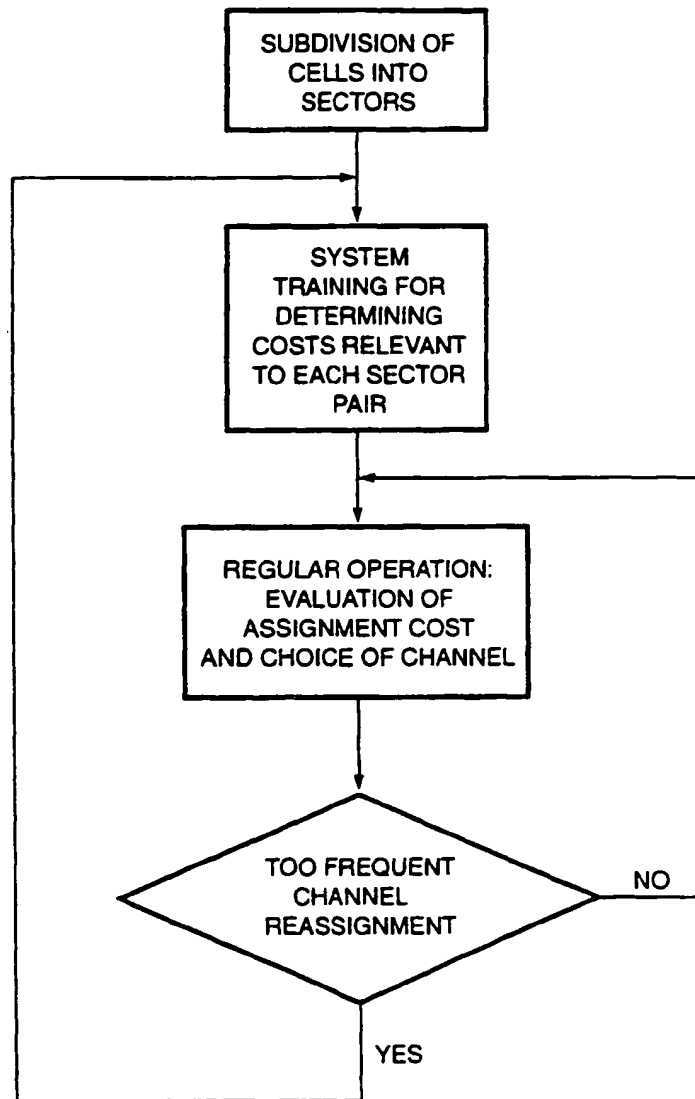 SUBDIVISION OF
CELLS INTO
SECTORS
SYSTEM
TRAINING FOR
DETERMINING
COSTS RELEVANT
TO EACH SECTOR
PAIR
REGULAR OPERATION:
EVALUATION OF
ASSIGNMENT COST
AND CHOICE OF CHANNEL
TOO FREQUENT
CHANNEL
REASSIGNMENT
NO
YES